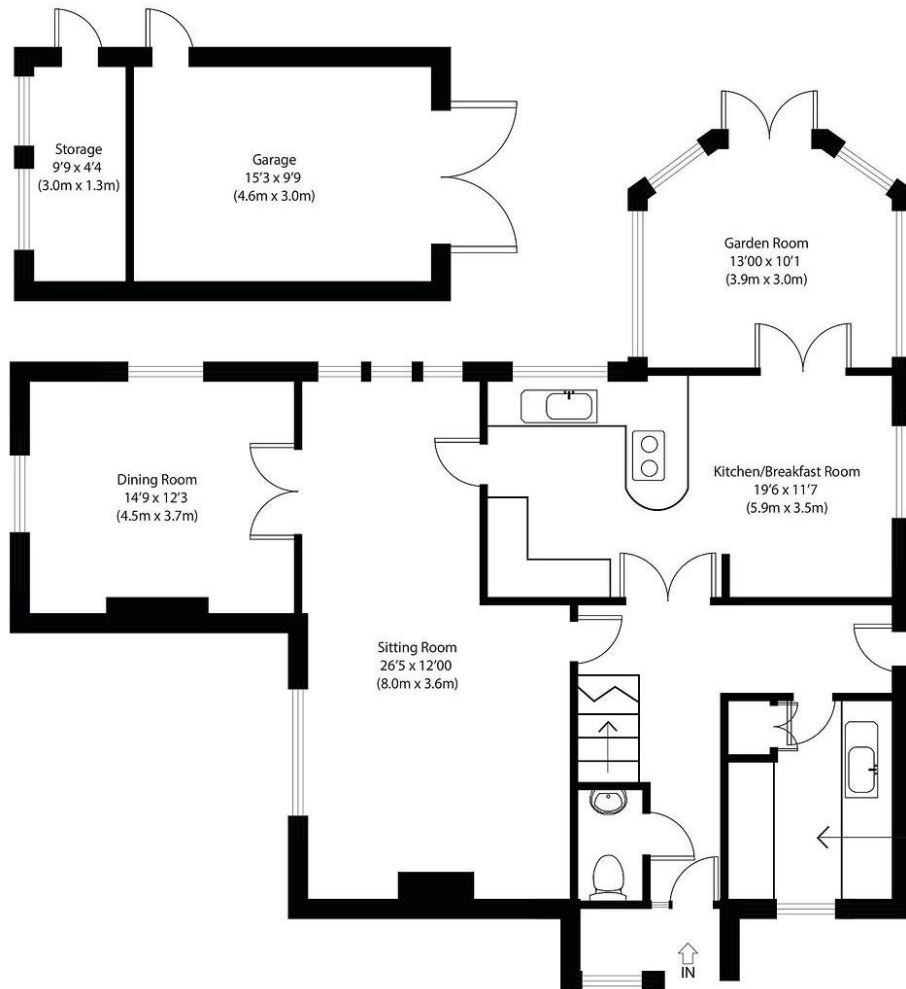 Storage
9'9 x 4'4
(3.0m x 1.3m)
Garage
15'3 x 9'9
(4.6m x 3.0m)
Garden Room
13'00 x 10'1
(3.9m x 3.0m)
Dining Room
14'9 x 12'3
(4.5m x 3.7m)
Kitchen/Breakfast Room
19'6 x 11'7
(5.9m x 3.5m)
Sitting Room
26'5 x 12'00
(8.0m x 3.6m)
IN